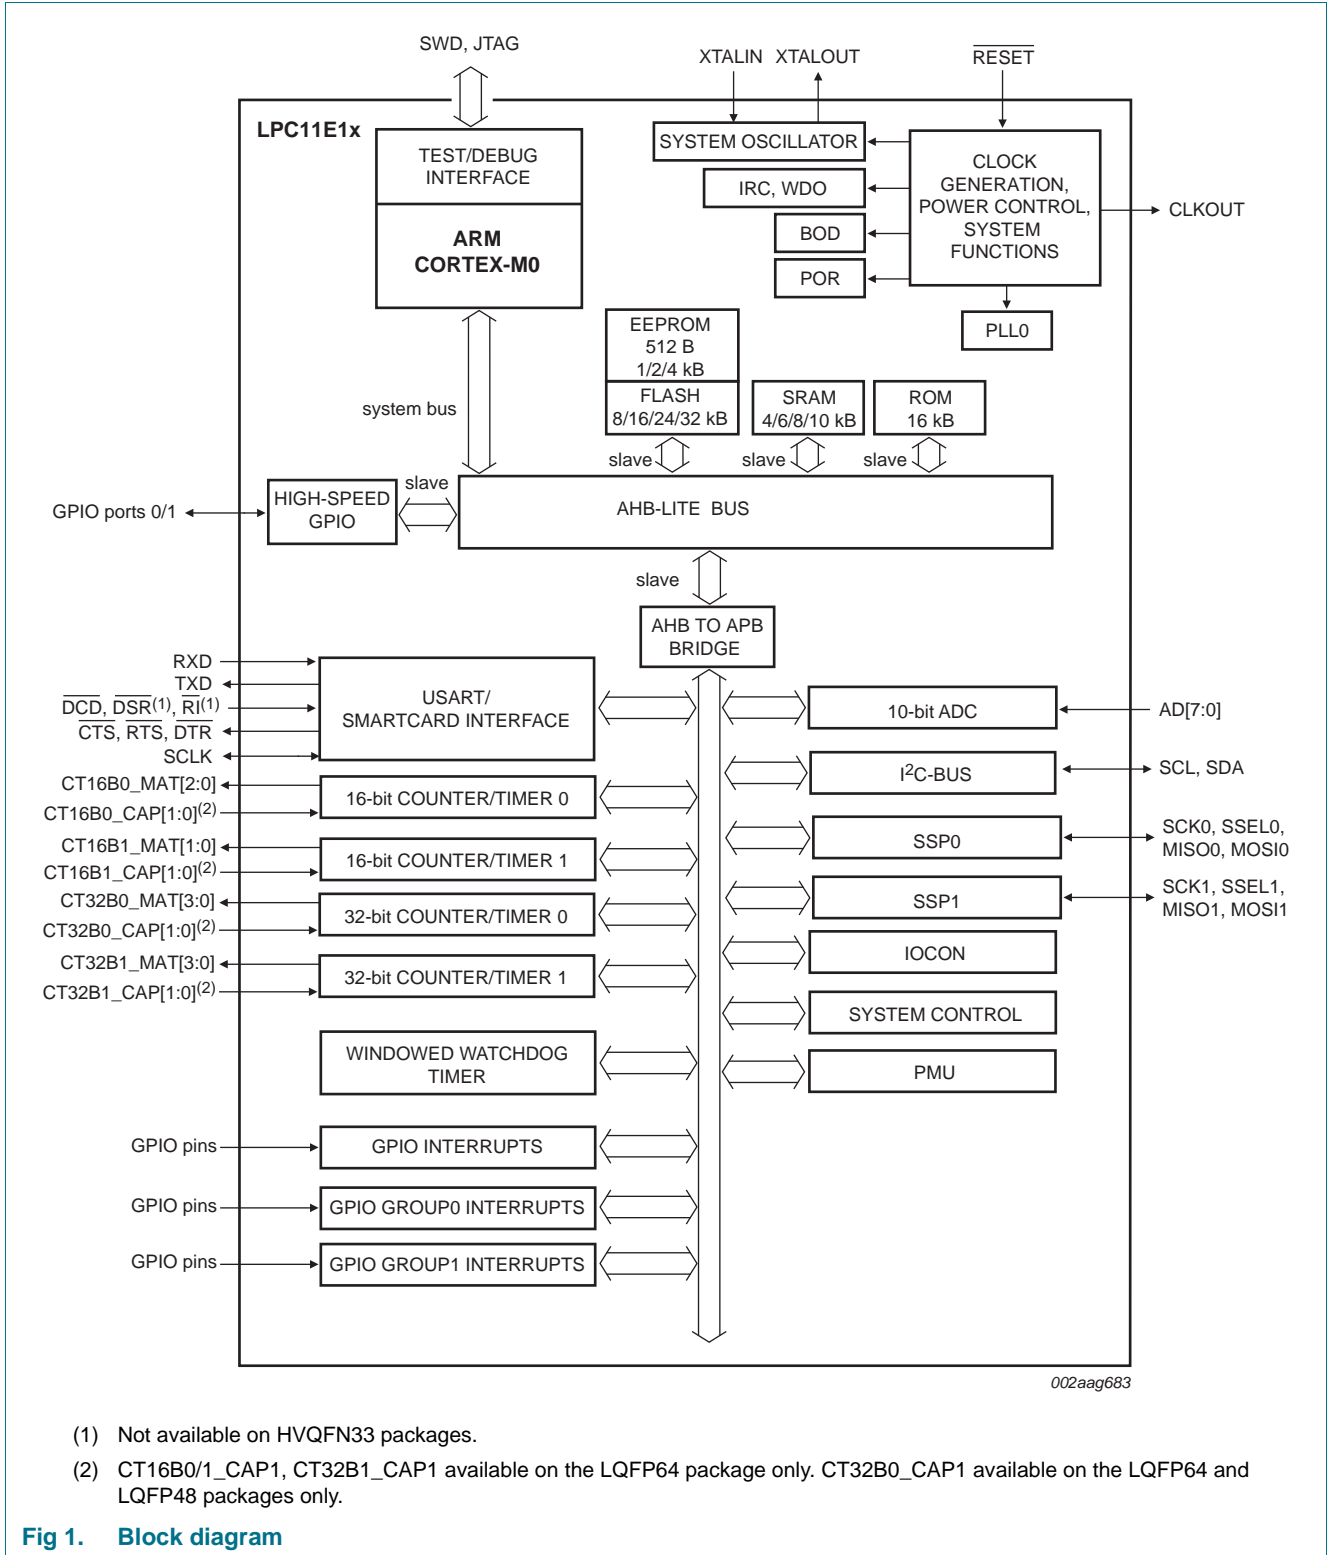 SWD, JTAG
XTALIN XTALOUT
RESET
LPC11E1x
TEST/DEBUG
INTERFACE
ARM
CORTEX-M0
SYSTEM OSCILLATOR
IRC, WDO
BOD
POR
CLOCK
GENERATION,
POWER CONTROL,
SYSTEM
FUNCTIONS
CLKOUT
PLL0
EEPROM
512 B
1/2/4 kB
FLASH
8/16/24/32 kB
SRAM
4/6/8/10 kB
ROM
16 kB
system bus
slave
slave
slave
slave
GPIO ports 0/1
HIGH-SPEED
GPIO
AHB-LITE BUS
slave
AHB TO APB
BRIDGE
RXD
TXD
DCD, DSR(1), RI(1)
CTS, RTS, DTR
SCLK
USART/
SMARTCARD INTERFACE
10-bit ADC
AD[7:0]
CT16B0_MAT[2:0]
CT16B0_CAP[1:0](2)
16-bit COUNTER/TIMER 0
I2C-BUS
SCL, SDA
CT16B1_MAT[1:0]
CT16B1_CAP[1:0](2)
16-bit COUNTER/TIMER 1
SSP0
SCK0, SSEL0,
MISO0, MOSI0
CT32B0_MAT[3:0]
CT32B0_CAP[1:0](2)
32-bit COUNTER/TIMER 0
SSP1
SCK1, SSEL1,
MISO1, MOSI1
CT32B1_MAT[3:0]
CT32B1_CAP[1:0](2)
32-bit COUNTER/TIMER 1
IOCON
SYSTEM CONTROL
WINDOWED WATCHDOG
TIMER
PMU
GPIO pins
GPIO INTERRUPTS
GPIO pins
GPIO GROUP0 INTERRUPTS
GPIO pins
GPIO GROUP1 INTERRUPTS
002aag683
(1) Not available on HVQFN33 packages.
(2) CT16B0/1_CAP1, CT32B1_CAP1 available on the LQFP64 package only. CT32B0_CAP1 available on the LQFP64 and
LQFP48 packages only.
Fig 1. Block diagram